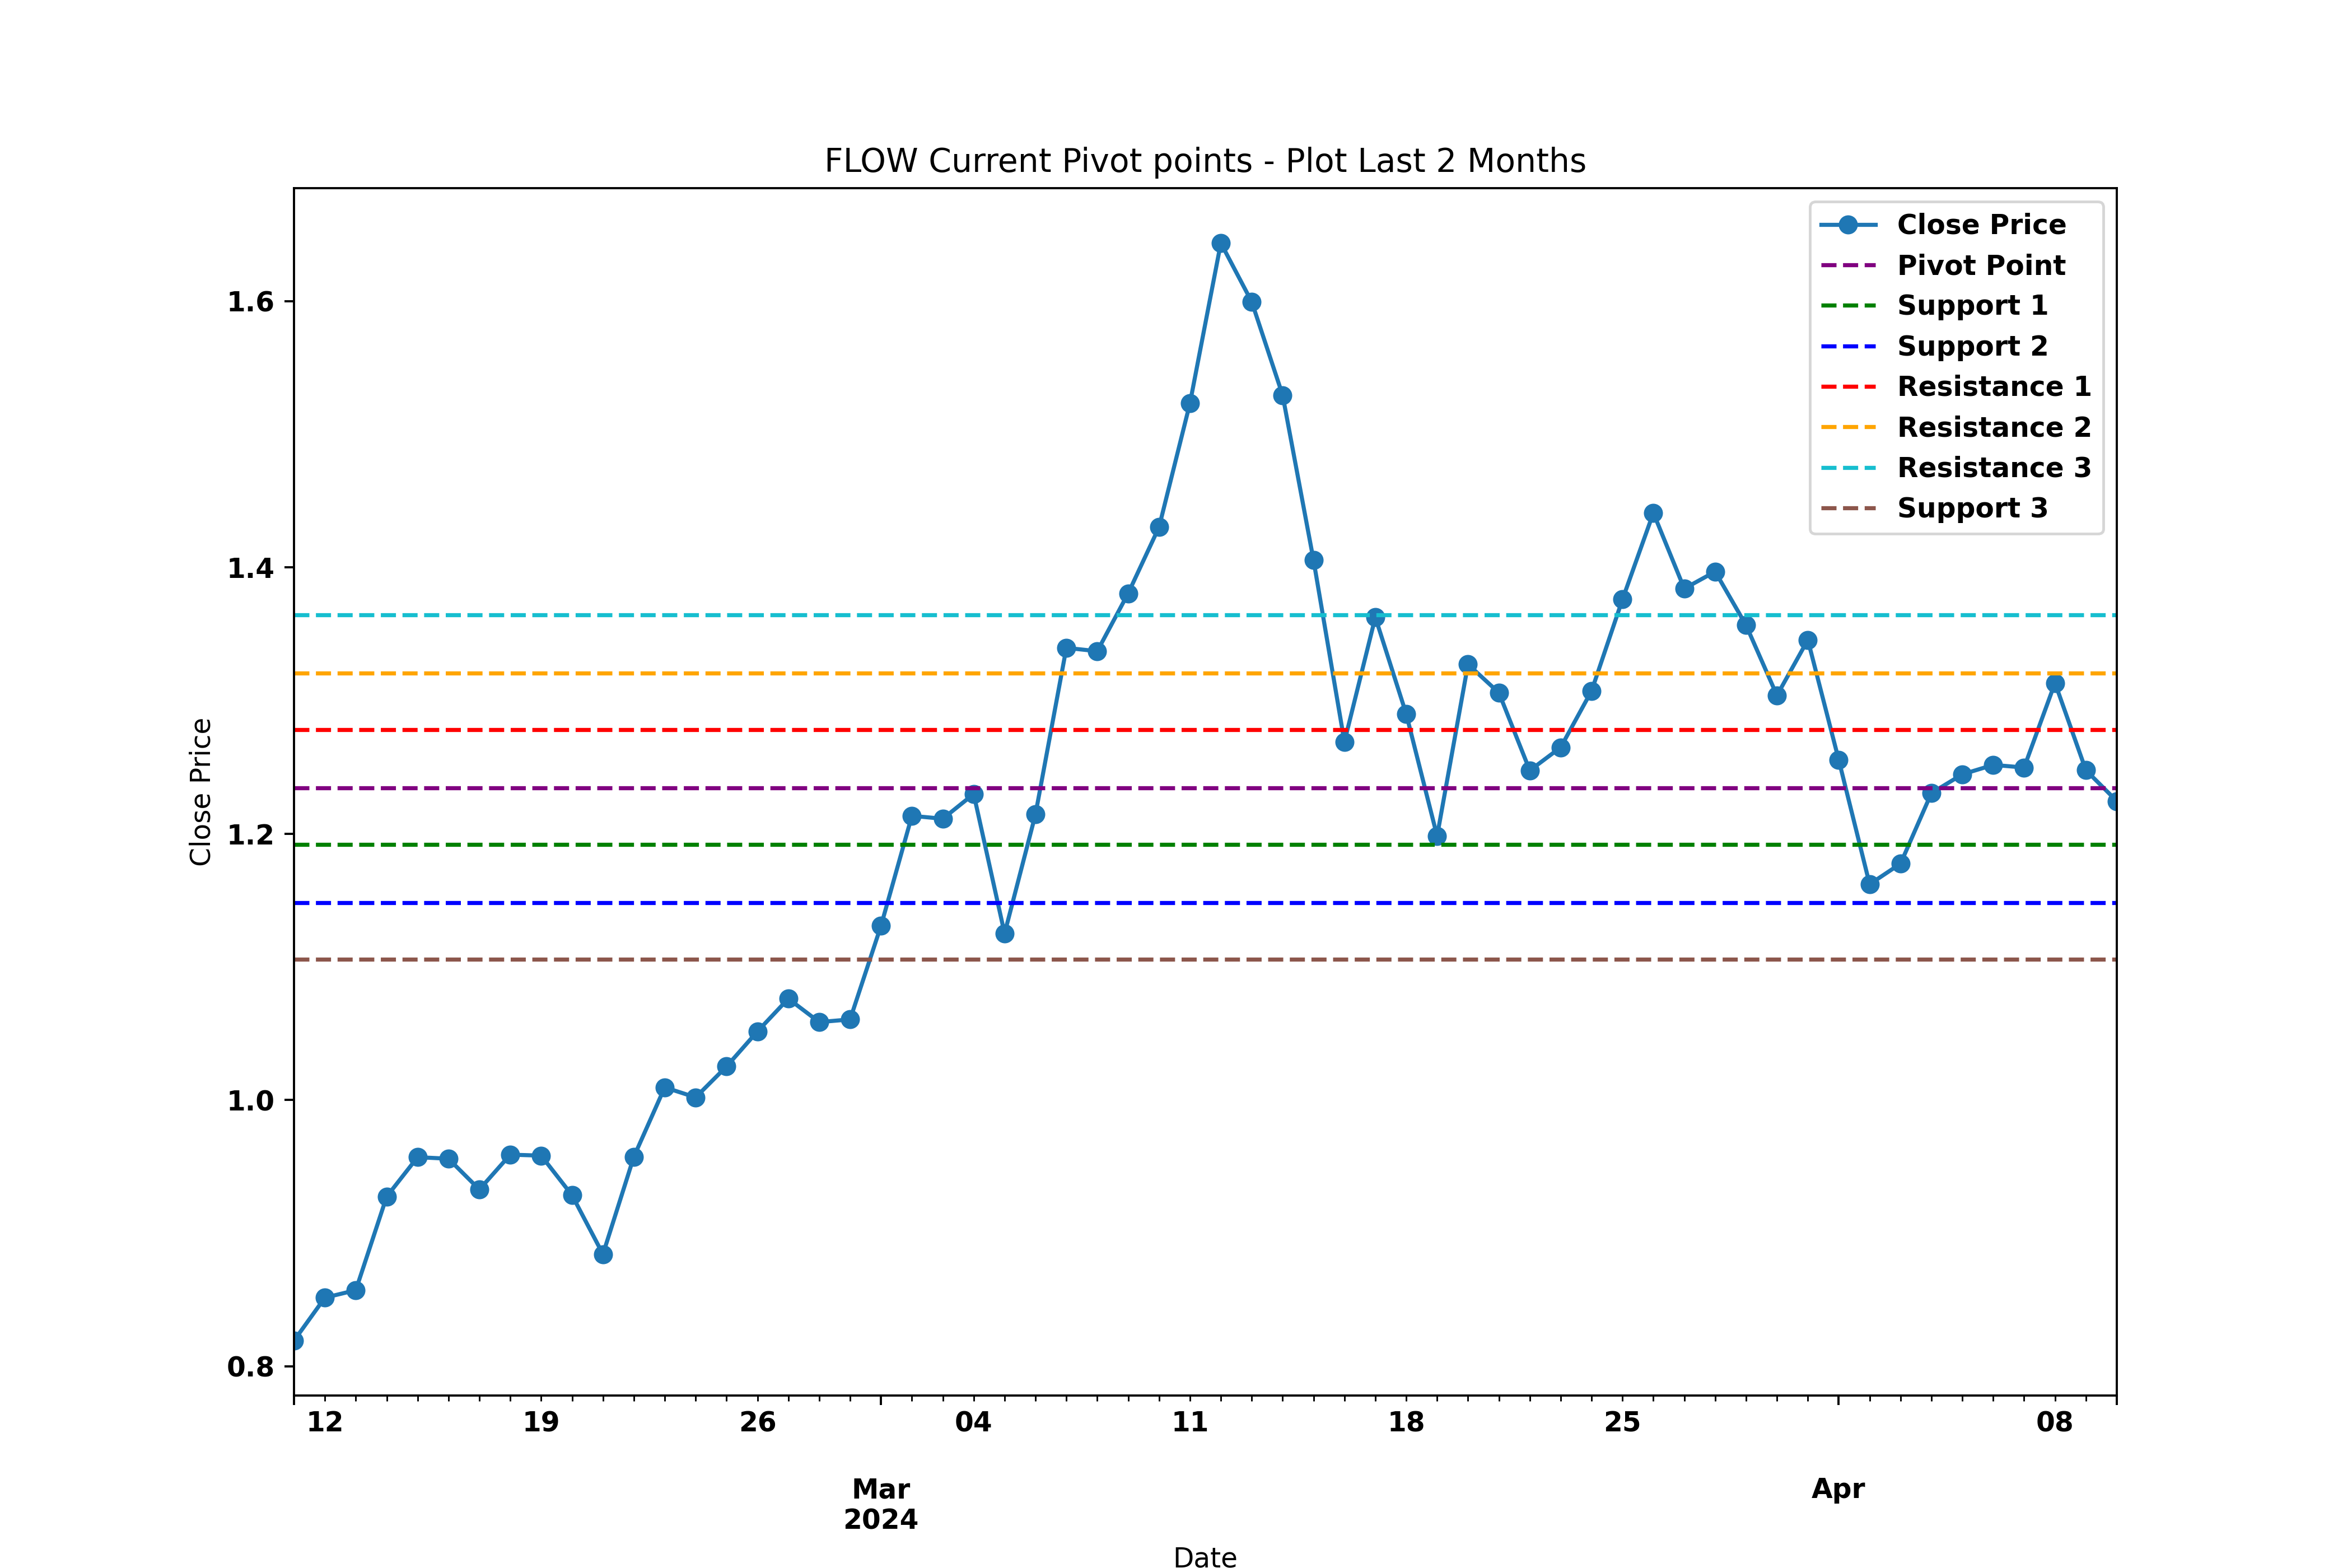 FLOW Current Pivot points - Plot Last 2 Months
Close Price
Pivot Point
Support 1
Support 2
Resistance 1
Resistance 2
Resistance 3
Support 3
Close Price
1.6
1.4
1.2
1.0
0.8
12 19 26 04 11 18 25 08
Mar Apr
2024
Date